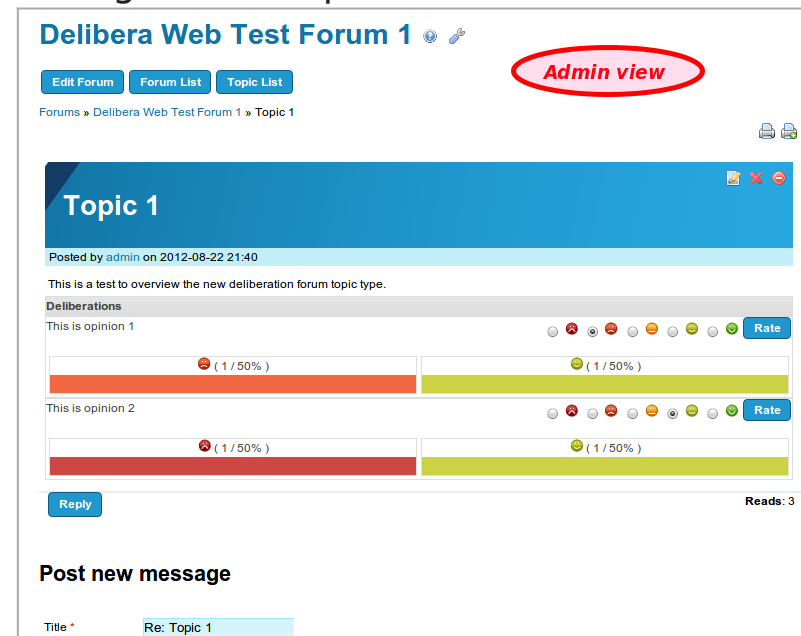 Delibera Web Test Forum 1
Admin view
Edit Forum Forum List Topic List
Forums » Delibera Web Test Forum 1 » Topic 1
Topic 1
Posted by admin on 2012-08-22 21:40
This is a test to overview the new deliberation forum topic type.
Deliberations
This is opinion 1 Rate
( 1 / 50% ) ( 1 / 50% )
This is opinion 2 Rate
( 1 / 50% ) ( 1 / 50% )
Reply Reads: 3
Post new message
Title * Re: Topic 1